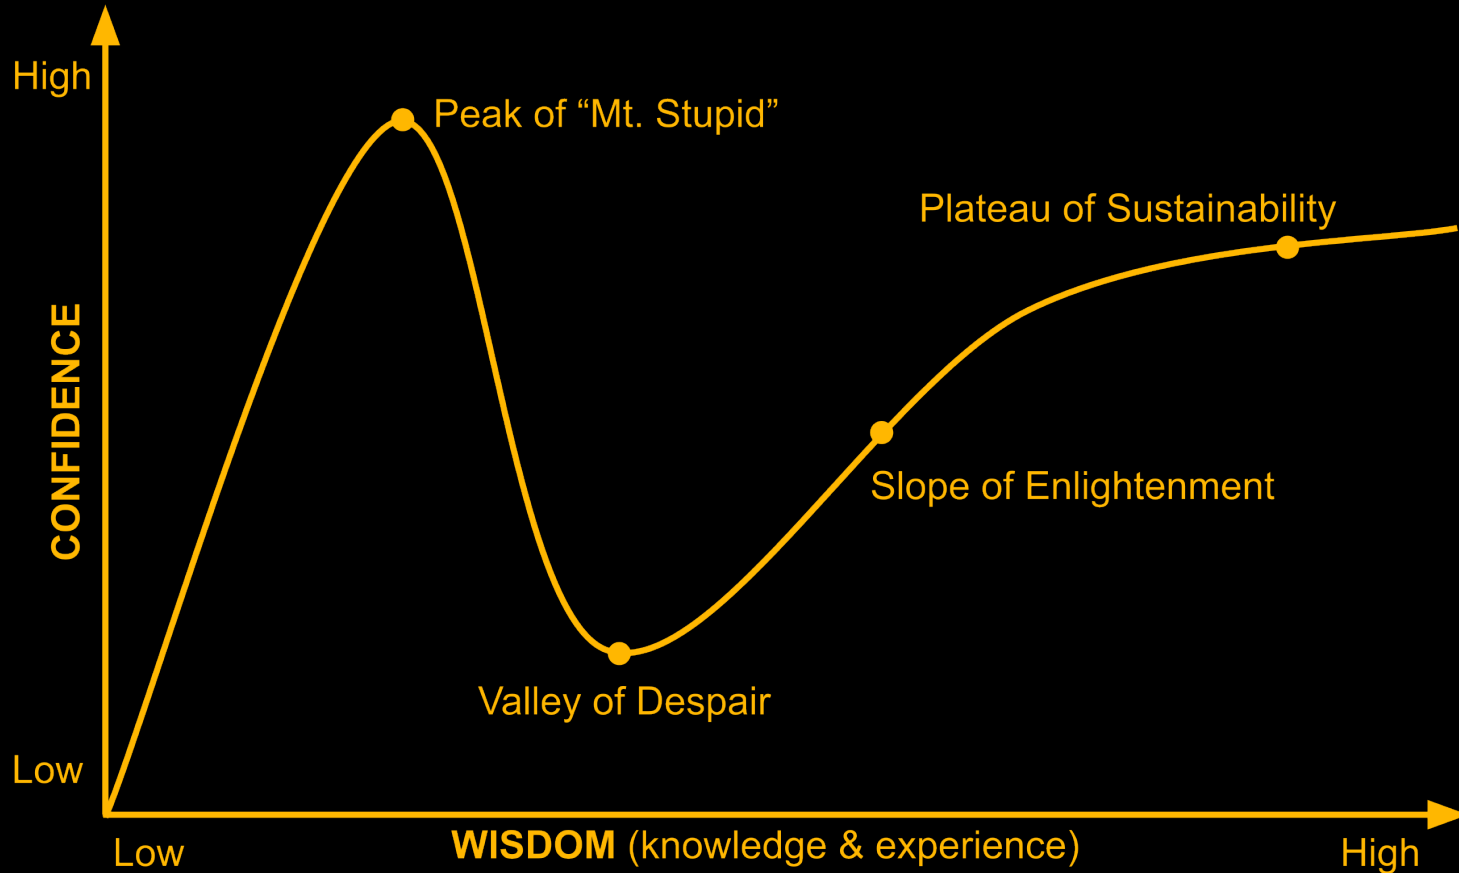 High
Peak of “Mt. Stupid”
Plateau of Sustainability
CONFIDENCE
Slope of Enlightenment
Valley of Despair
Low
Low
WISDOM (knowledge & experience)
High